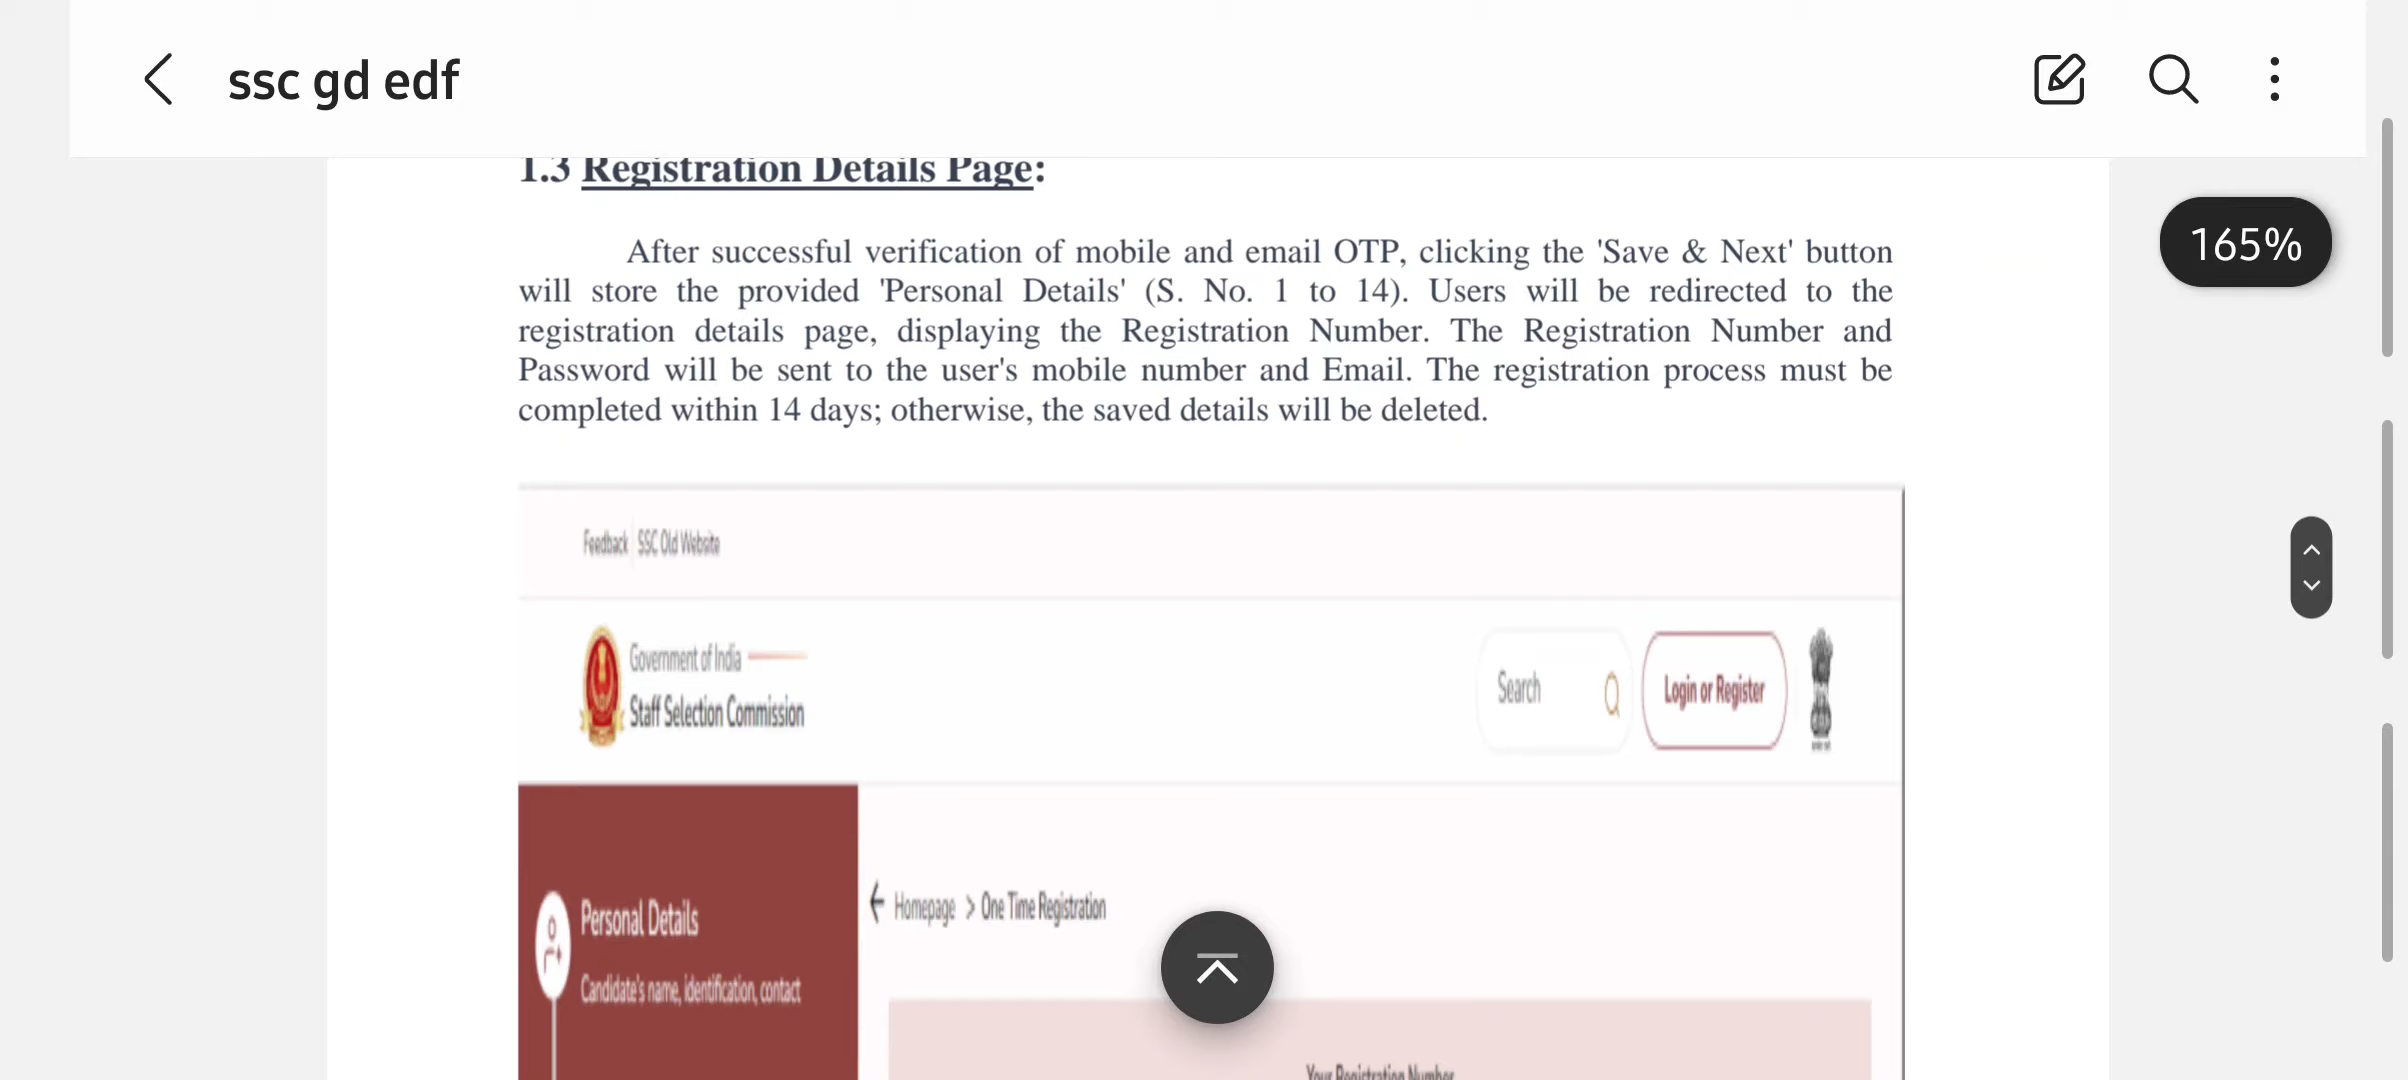 ssc gd edf
1.3 Registration Details Page:
165%
After successful verification of mobile and email OTP, clicking the 'Save & Next' button
will store the provided 'Personal Details' (S. No. 1 to 14). Users will be redirected to the
registration details page, displaying the Registration Number. The Registration Number and
Password will be sent to the user's mobile number and Email. The registration process must be
completed within 14 days; otherwise, the saved details will be deleted.
Feedback SSC Old Website
Government of India
Staff Selection Commission
Search
Login or Register
Personal Details
Candidate's name, identification, contact
Homepage > One Time Registration
Your Registration Number